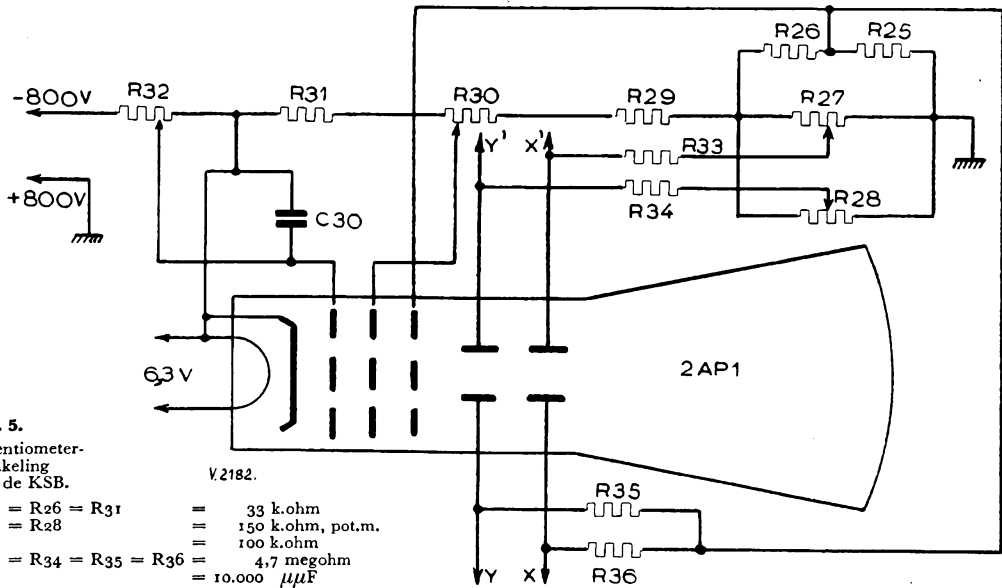 R26 R25
-800V R32 R31 R30 R29 R27
Y' X' R33
+800V R34 R28
C30
6,3V 2AP1
. 5.
entiometer-
keling
de KSB.
V.2182.
= R26 = R31 = 33 k.ohm
= R28 = 150 k.ohm, pot.m.
= 100 k.ohm
= R34 = R35 = R36 = 4,7 megohm
= 10.000 μμF
R35
R36
Y X